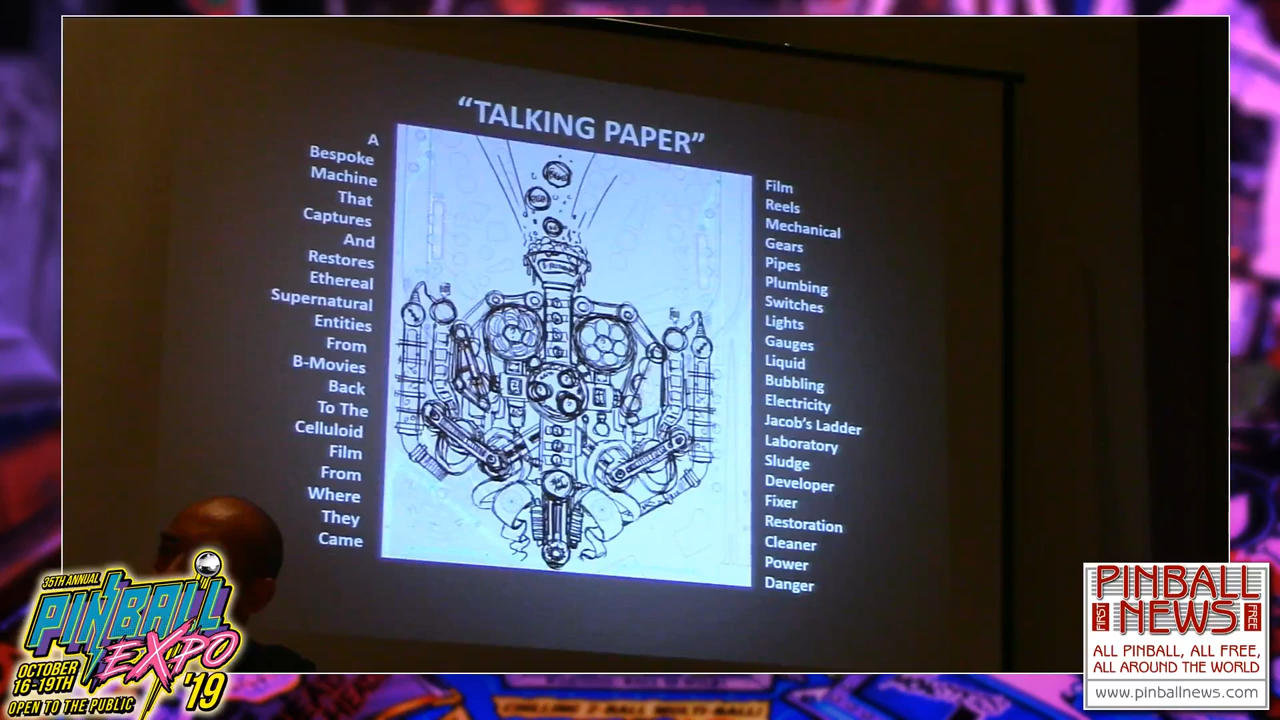 “TALKING PAPER”
A
Bespoke
Machine
That
Captures
And
Restores
Ethereal
Supernatural
Entities
From
B-Movies
Back
To The
Celluloid
Film
From
Where
They
Came
Film
Reels
Mechanical
Gears
Pipes
Plumbing
Switches
Lights
Gauges
Liquid
Bubbling
Electricity
Jacob’s Ladder
Laboratory
Sludge
Developer
Fixer
Restoration
Cleaner
Power
Danger
35TH ANNUAL
PINBALL
EXPO
OCTOBER
16-19TH
'19
OPEN TO THE PUBLIC
PINBALL
FIRST NEWS FREE
ALL PINBALL, ALL FREE,
ALL AROUND THE WORLD
www.pinballnews.com